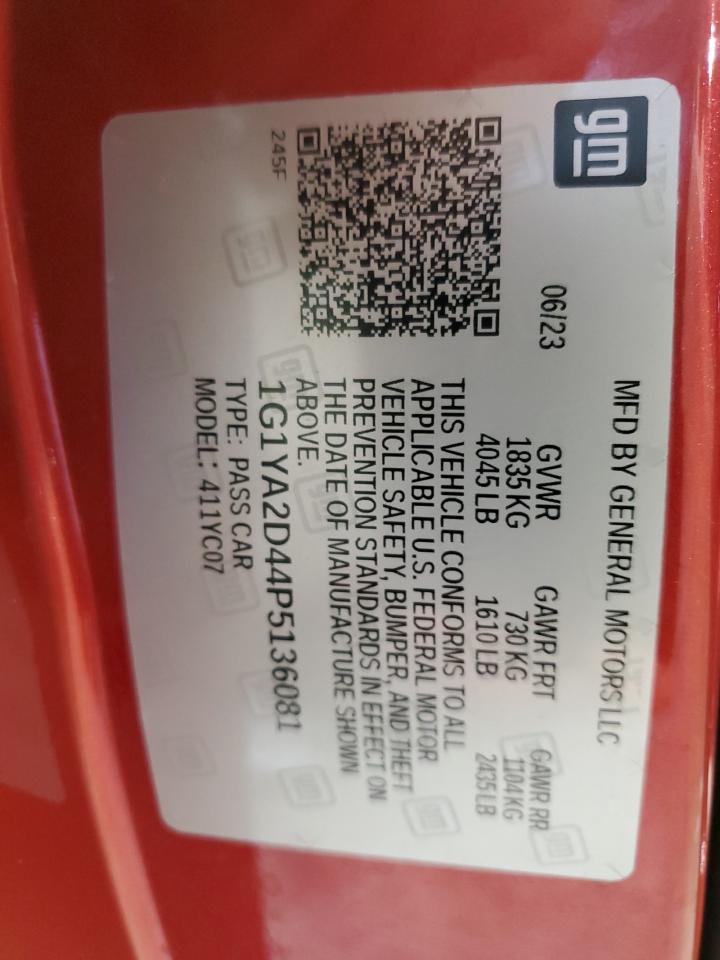 gm
MFD BY GENERAL MOTORS LLC
06/23
GVWR GAWR FRT GAWR RR
1835 KG 730 KG 1104 KG
4045 LB 1610 LB 2435 LB
THIS VEHICLE CONFORMS TO ALL
APPLICABLE U.S. FEDERAL MOTOR
VEHICLE SAFETY, BUMPER, AND THEFT
PREVENTION STANDARDS IN EFFECT ON
THE DATE OF MANUFACTURE SHOWN
ABOVE.
1G1YA2D44P5136081
TYPE: PASS CAR
MODEL: 411YC07
245F